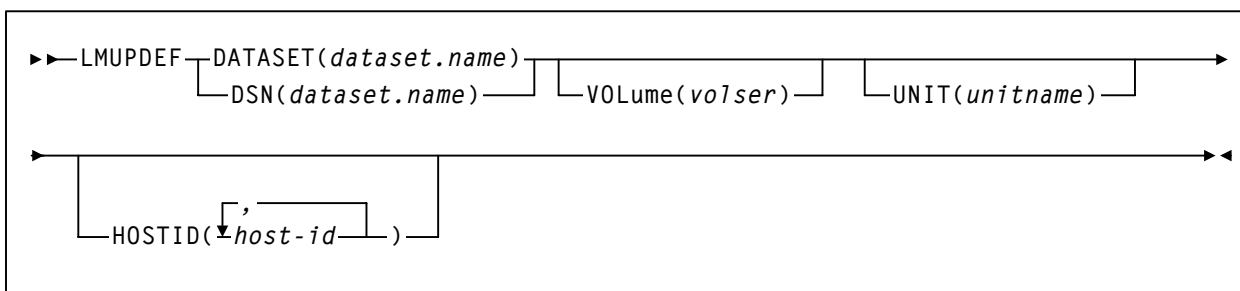 LMUPDEF DATASET(dataset.name)
DSN(dataset.name) VOLume(volser) UNIT(unitname)
,
HOSTID(host-id)